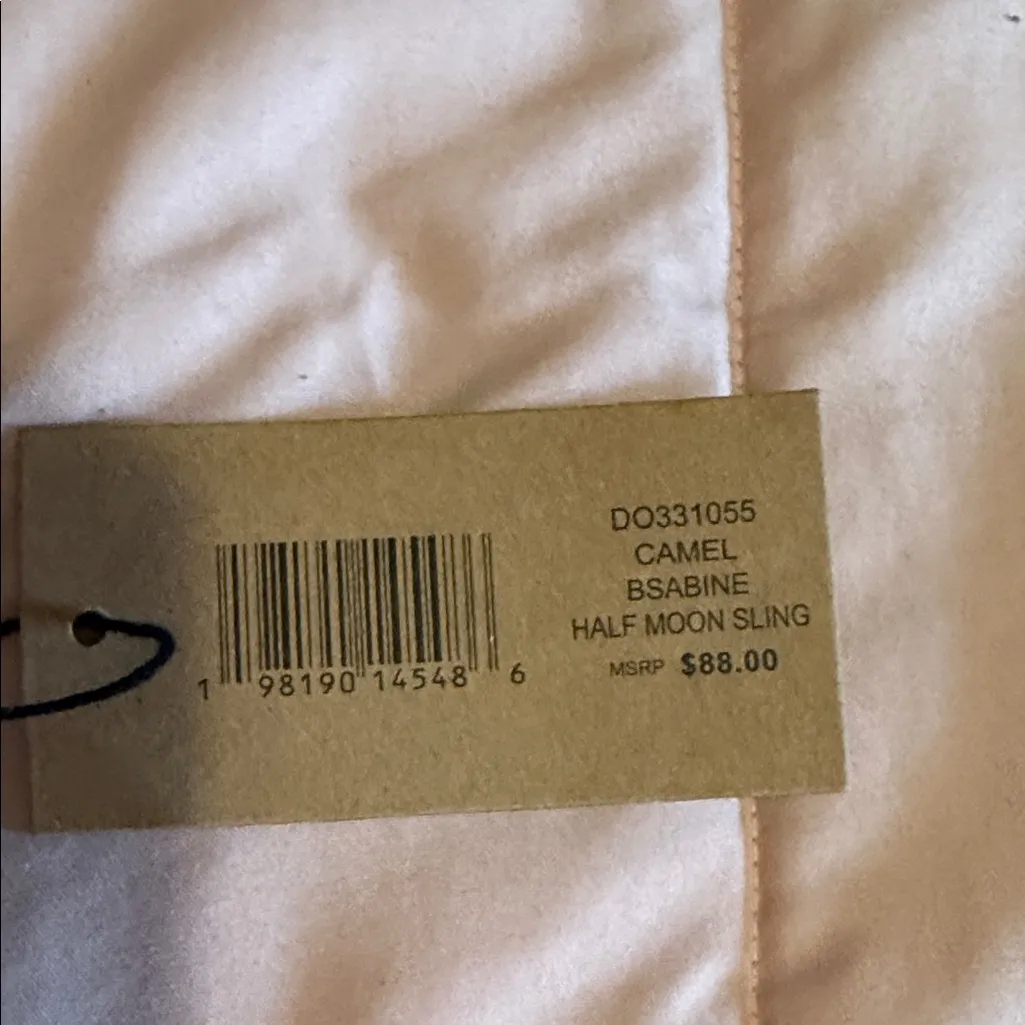 DO331055
CAMEL
BSABINE
HALF MOON SLING
MSRP $88.00
1 98190 14548 6